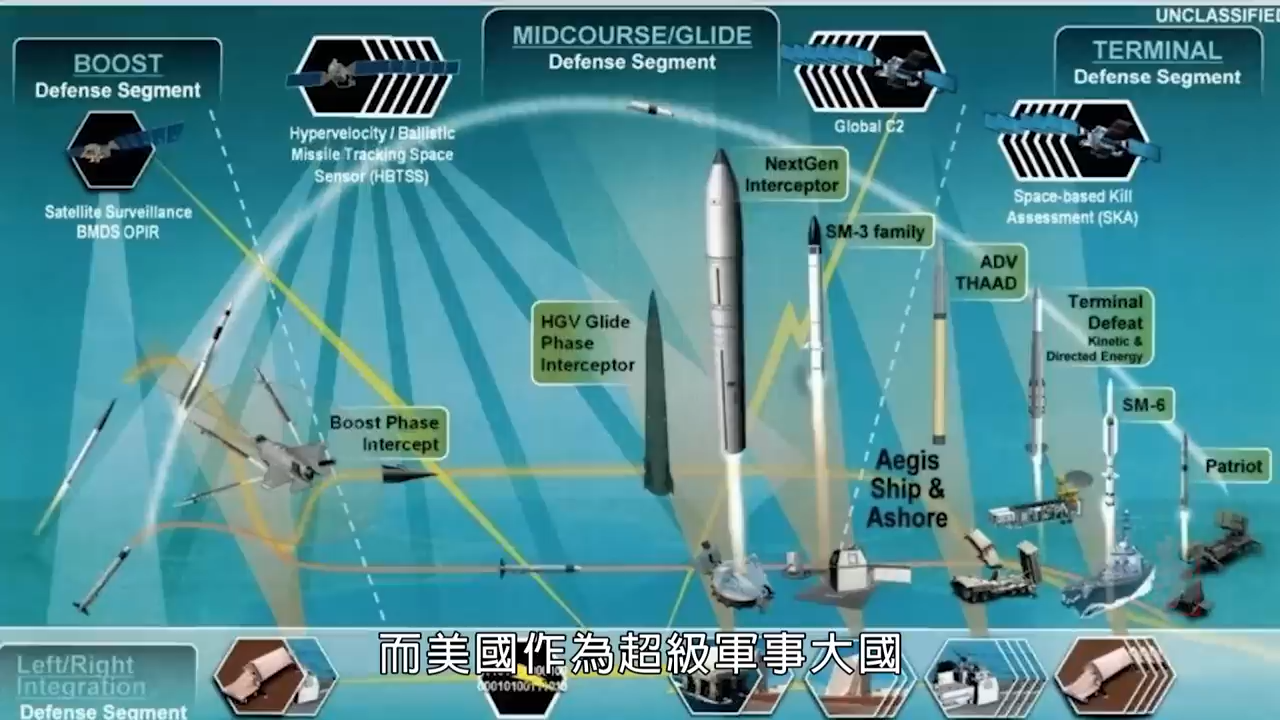 UNCLASSIFIED
BOOST
Defense Segment
MIDCOURSE/GLIDE
Defense Segment
TERMINAL
Defense Segment
Satellite Surveillance
BMDS OPIR
Hypervelocity / Ballistic
Missile Tracking Space
Sensor (HBTSS)
Global C2
Space-based Kill
Assessment (SKA)
NextGen
Interceptor
SM-3 family
ADV
THAAD
Terminal
Defeat
Kinetic &
Directed Energy
HGV Glide
Phase
Interceptor
SM-6
Boost Phase
Intercept
Patriot
Aegis
Ship &
Ashore
而美國作為超級軍事大國
Left/Right
Integration
Defense Segment